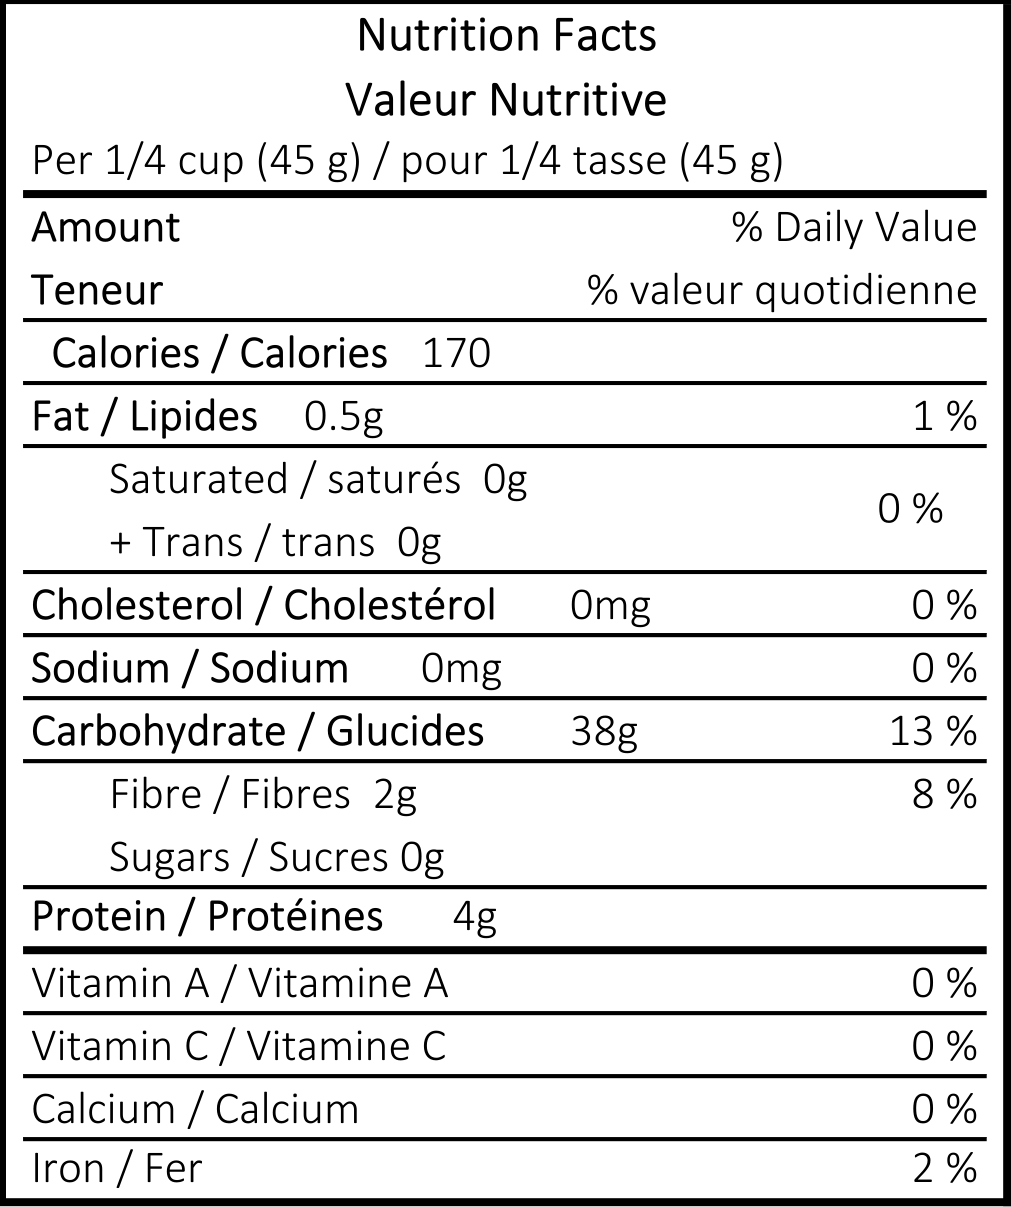 Nutrition Facts
Valeur Nutritive
Per 1/4 cup (45 g) / pour 1/4 tasse (45 g)
Amount % Daily Value
Teneur % valeur quotidienne
Calories / Calories 170
Fat / Lipides 0.5g 1 %
Saturated / saturés 0g
0 %
+ Trans / trans 0g
Cholesterol / Cholestérol 0mg 0 %
Sodium / Sodium 0mg 0 %
Carbohydrate / Glucides 38g 13 %
Fibre / Fibres 2g 8 %
Sugars / Sucres 0g
Protein / Protéines 4g
Vitamin A / Vitamine A 0 %
Vitamin C / Vitamine C 0 %
Calcium / Calcium 0 %
Iron / Fer 2 %